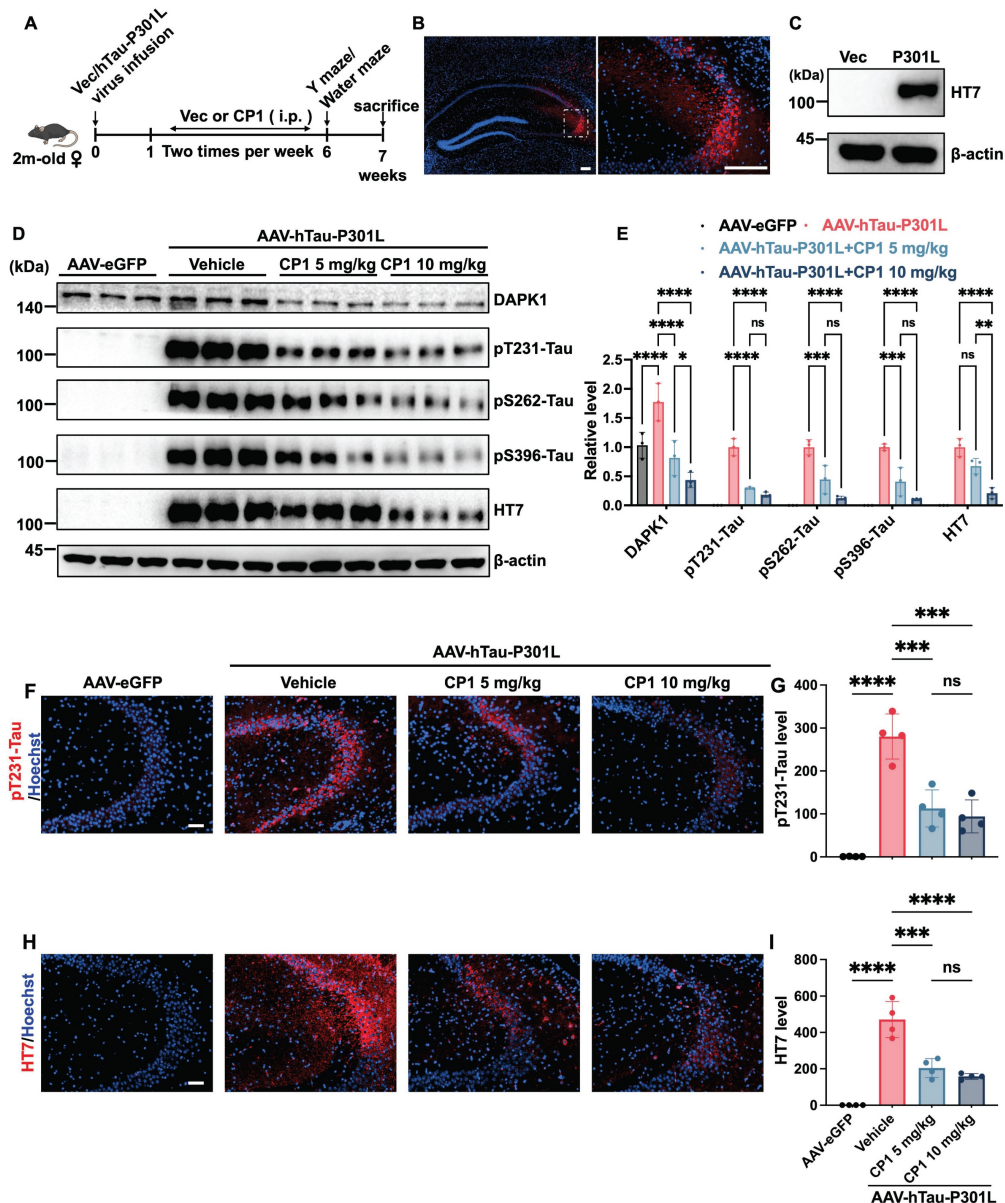 A
Vec/hTau-P301L
virus infusion
Vec or CP1 ( i.p. )
Y maze/
Water maze
sacrifice
2m-old ♀
0 1 Two times per week 6 7
weeks
B
C
Vec P301L
(kDa)
100
HT7
45
β-actin
D
AAV-hTau-P301L
(kDa)
AAV-eGFP Vehicle CP1 5 mg/kg CP1 10 mg/kg
140
DAPK1
100
pT231-Tau
100
pS262-Tau
100
pS396-Tau
100
HT7
45
β-actin
E
AAV-eGFP AAV-hTau-P301L
AAV-hTau-P301L+CP1 5 mg/kg
AAV-hTau-P301L+CP1 10 mg/kg
**** **** **** **** ****
**** ns ns ns **
**** * **** *** *** ns
Relative level
2.5
2.0
1.5
1.0
0.5
0.0
DAPK1
pT231-Tau
pS262-Tau
pS396-Tau
HT7
F
AAV-hTau-P301L
AAV-eGFP Vehicle CP1 5 mg/kg CP1 10 mg/kg
pT231-Tau
/Hoechst
G
***
***
**** ns
pT231-Tau level
400
300
200
100
0
H
HT7/Hoechst
I
****
***
**** ns
HT7 level
800
600
400
200
0
AAV-eGFP
Vehicle
CP1 5 mg/kg
CP1 10 mg/kg
AAV-hTau-P301L